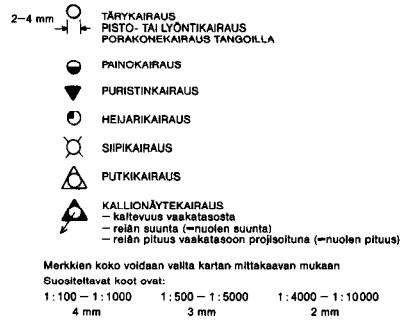 2–4 mm
TÄRYKAIRAUS
PISTO- TAI LYÖNTIKAIRAUS
PORAKONEKAIRAUS TANGOILLA
PAINOKAIRAUS
PURISTINKAIRAUS
HEIJARIKAIRAUS
SIIPIKAIRAUS
PUTKIKAIRAUS
KALLIONÄYTEKAIRAUS
– kaltevuus vaakatasosta
– reiän suunta (=nuolen suunta)
– reiän pituus vaakatasoon projisoituna (=nuolen pituus)
Merkkien koko voidaan valita kartan mittakaavan mukaan
Suositeltavat koot ovat:
1:100 – 1:1000 1:500 – 1:5000 1:4000 – 1:10000
4 mm 3 mm 2 mm